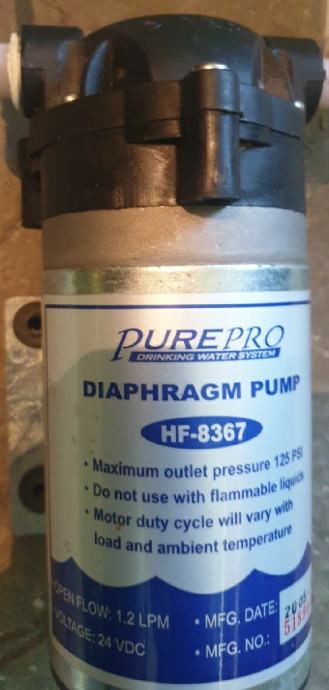 PUREPRO
DRINKING WATER SYSTEM
DIAPHRAGM PUMP
HF-8367
• Maximum outlet pressure 125 PSI
• Do not use with flammable liquids
• Motor duty cycle will vary with
load and ambient temperature
OPEN FLOW: 1.2 LPM • MFG. DATE:
VOLTAGE: 24 VDC • MFG. NO.: